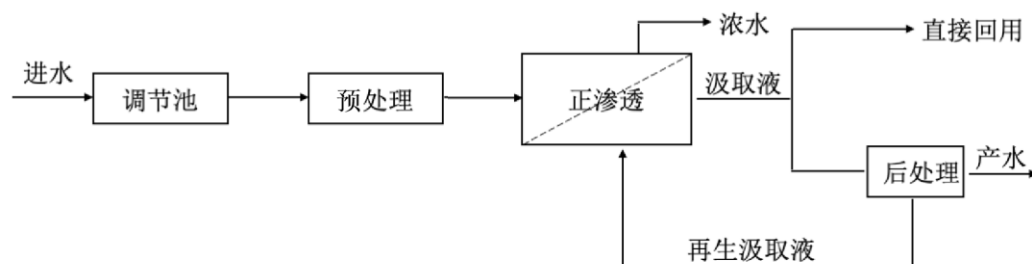 浓水
直接回用
进水
调节池
预处理
正渗透
汲取液
后处理
产水
再生汲取液